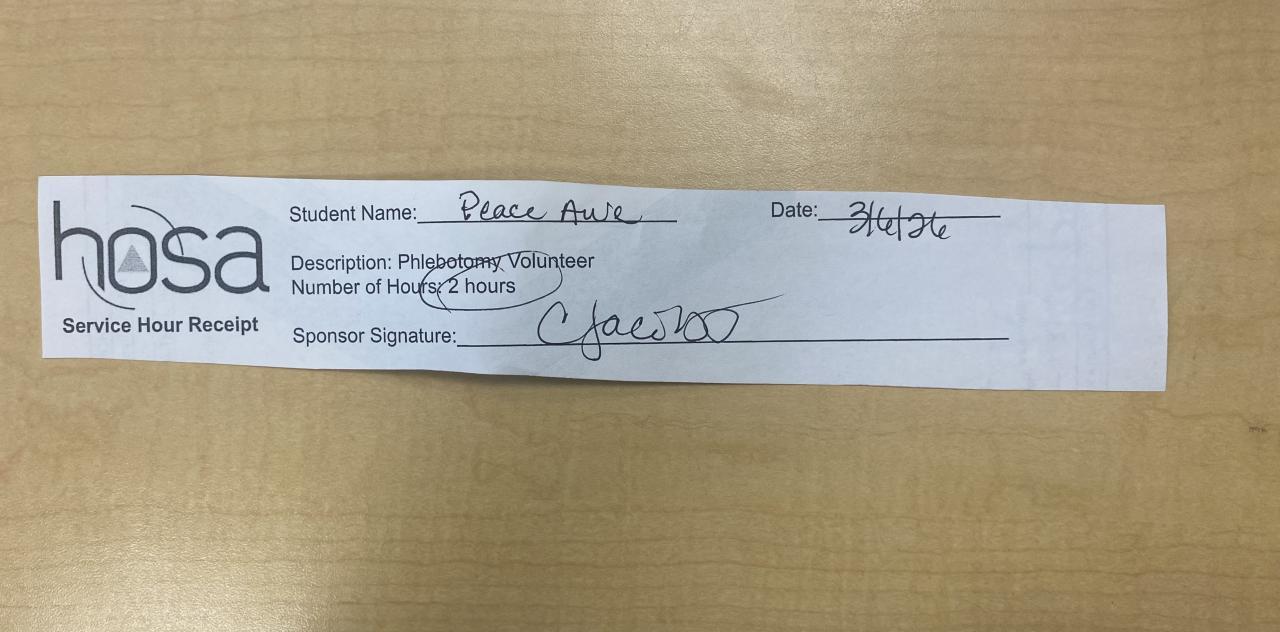 hosa
Service Hour Receipt
Student Name: Peace Awe
Date: 3/6/26
Description: Phlebotomy Volunteer
Number of Hours: 2 hours
Sponsor Signature: C Jacobs